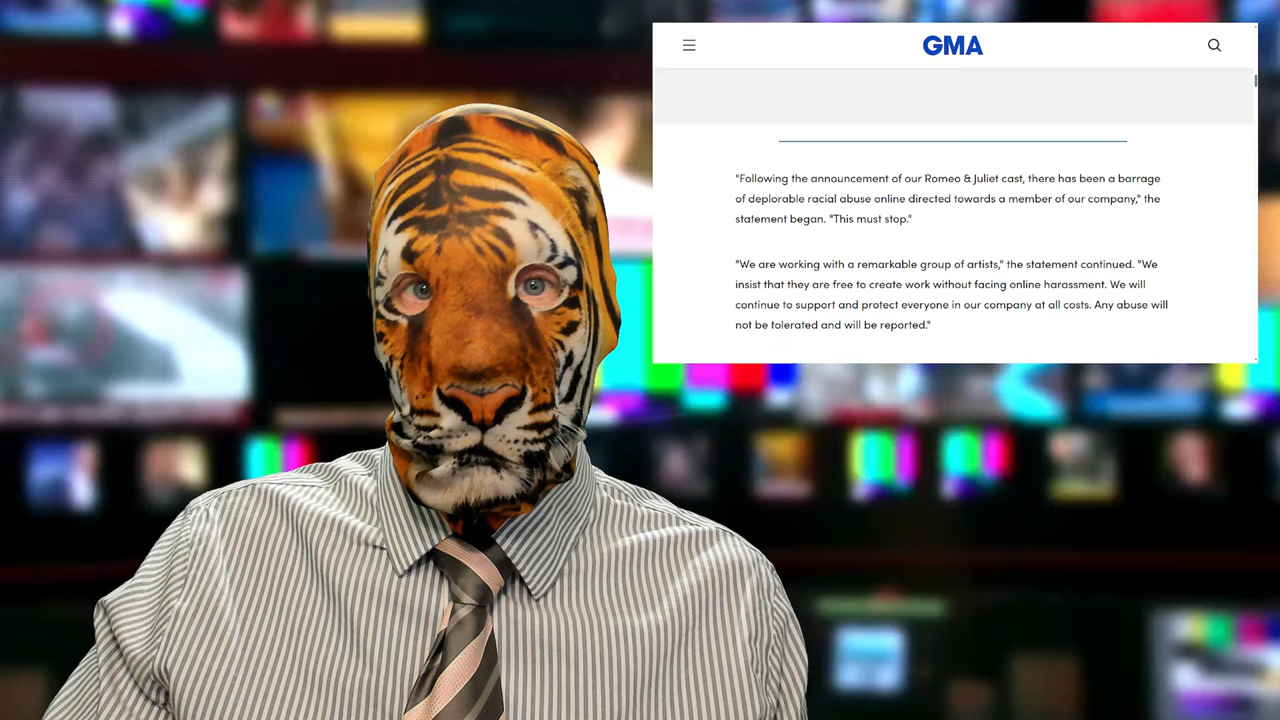 GMA
"Following the announcement of our Romeo & Juliet cast, there has been a barrage
of deplorable racial abuse online directed towards a member of our company," the
statement began. "This must stop."
"We are working with a remarkable group of artists," the statement continued. "We
insist that they are free to create work without facing online harassment. We will
continue to support and protect everyone in our company at all costs. Any abuse will
not be tolerated and will be reported."